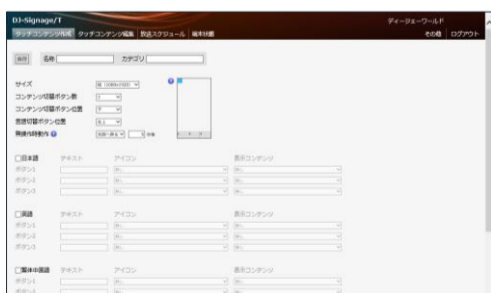 DJ-Signage/T
ディージェーワールド
タッチコンテンツ作成 タッチコンテンツ編集 放送スケジュール 端末状態
その他 ログアウト
保存 名称 カテゴリ
サイズ
コンテンツ切替ボタン数
コンテンツ切替ボタン位置
言語切替ボタン位置
無操作時動作
日本語 テキスト アイコン 表示コンテンツ
ボタン1
ボタン2
ボタン3
英語 テキスト アイコン 表示コンテンツ
ボタン1
ボタン2
ボタン3
繁体中国語 テキスト アイコン 表示コンテンツ
ボタン1